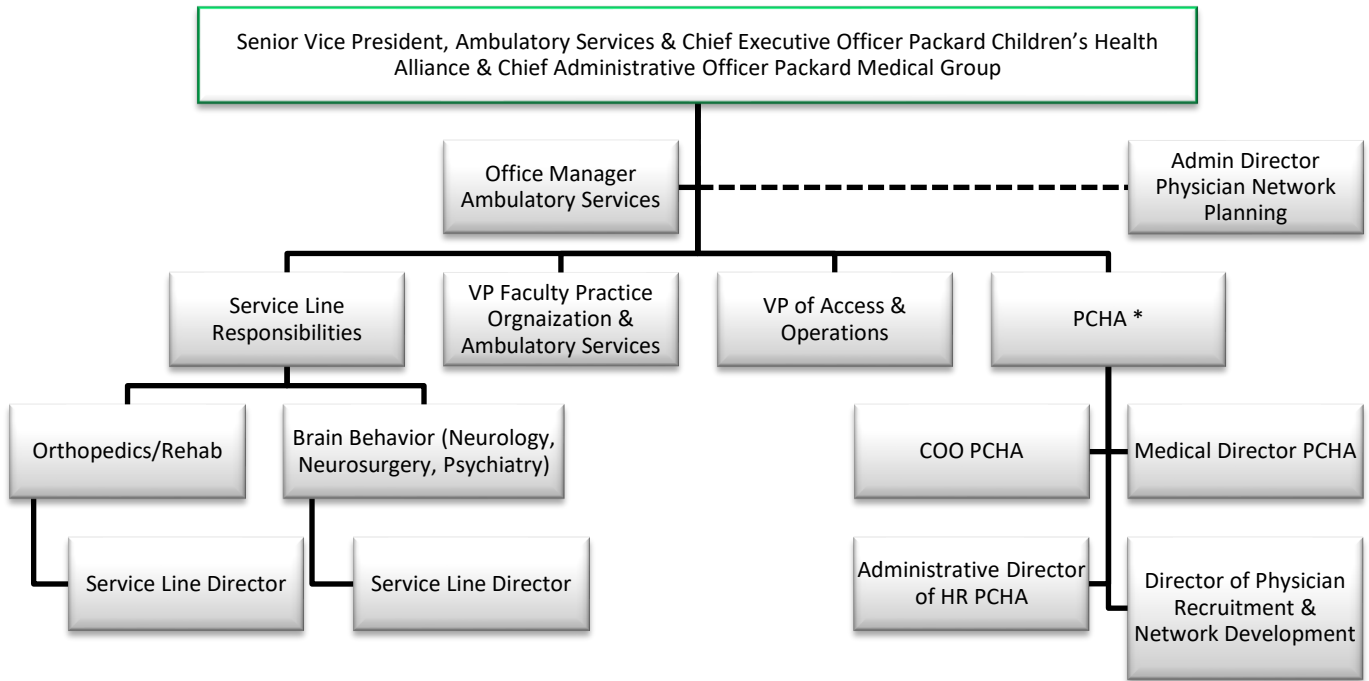 Senior Vice President, Ambulatory Services & Chief Executive Officer Packard Children’s Health
Alliance & Chief Administrative Officer Packard Medical Group
Office Manager
Ambulatory Services
Admin Director
Physician Network
Planning
Service Line
Responsibilities
VP Faculty Practice
Orgnaization &
Ambulatory Services
VP of Access &
Operations
PCHA *
Orthopedics/Rehab
Brain Behavior (Neurology,
Neurosurgery, Psychiatry)
COO PCHA
Medical Director PCHA
Service Line Director
Service Line Director
Administrative Director
of HR PCHA
Director of Physician
Recruitment &
Network Development